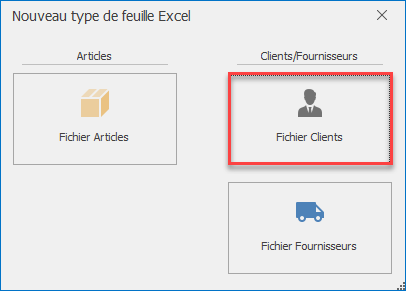 Nouveau type de feuille Excel
Articles
Clients/Fournisseurs
Fichier Articles
Fichier Clients
Fichier Fournisseurs